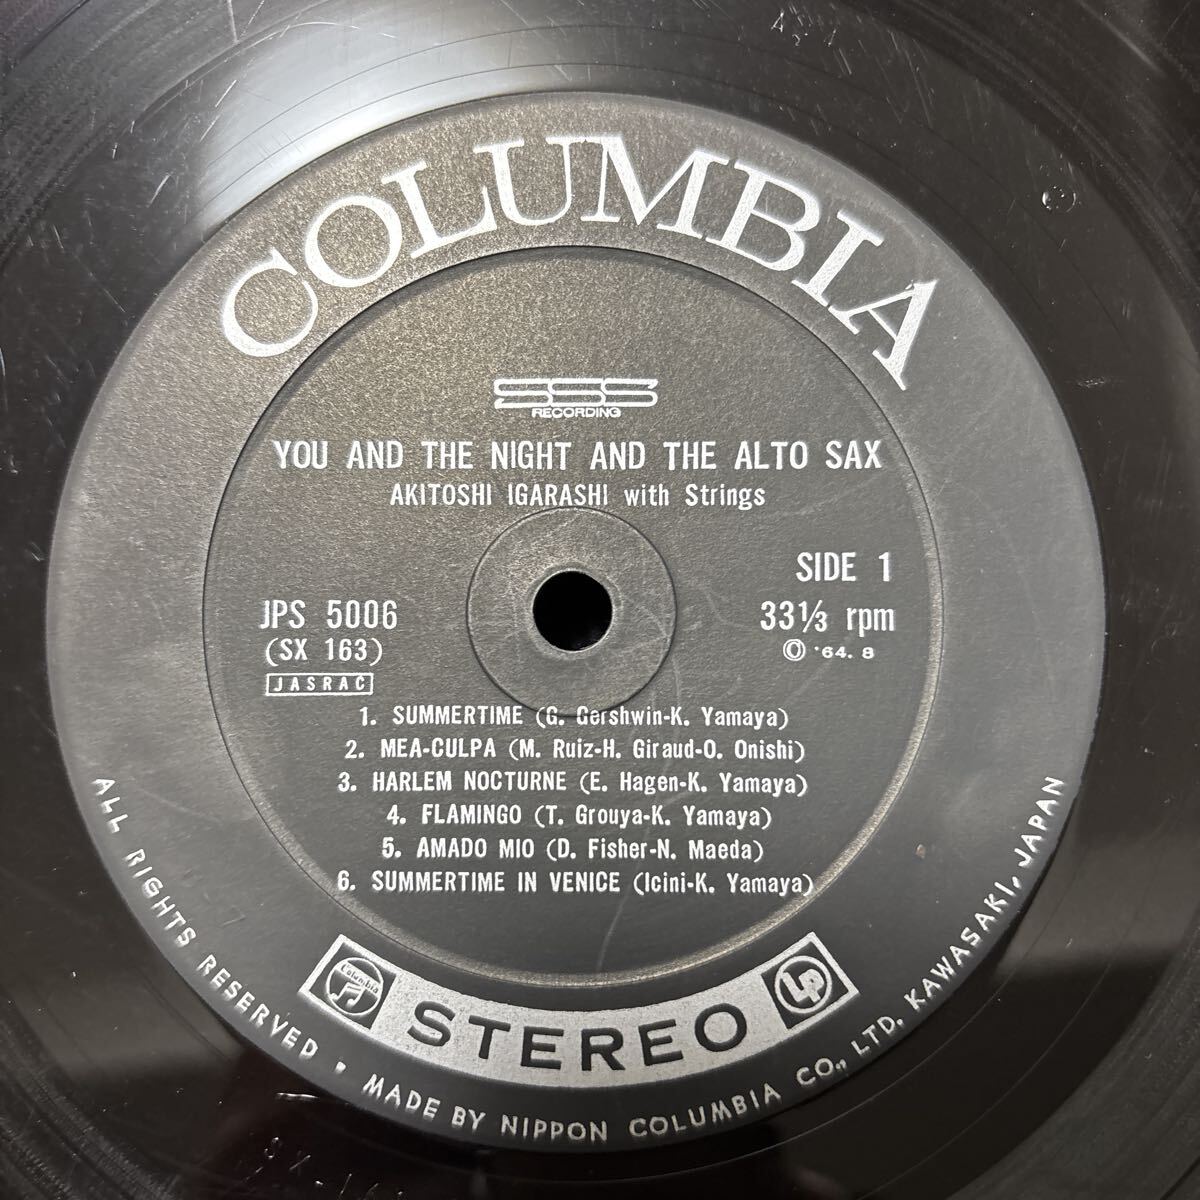 COLUMBIA
SSS
RECORDING
YOU AND THE NIGHT AND THE ALTO SAX
AKITOSHI IGARASHI with Strings
SIDE 1
JPS 5006
33⅓ rpm
(SX 163)
Ⓟ '64. 8
JASRAC
1. SUMMERTIME (G. Gershwin-K. Yamaya)
2. MEA-CULPA (M. Ruiz-H. Giraud-O. Onishi)
3. HARLEM NOCTURNE (E. Hagen-K. Yamaya)
4. FLAMINGO (T. Grouya-K. Yamaya)
5. AMADO MIO (D. Fisher-N. Maeda)
6. SUMMERTIME IN VENICE (Icini-K. Yamaya)
Columbia
STEREO
LP
ALL RIGHTS RESERVED • MADE BY NIPPON COLUMBIA CO., LTD. KAWASAKI, JAPAN